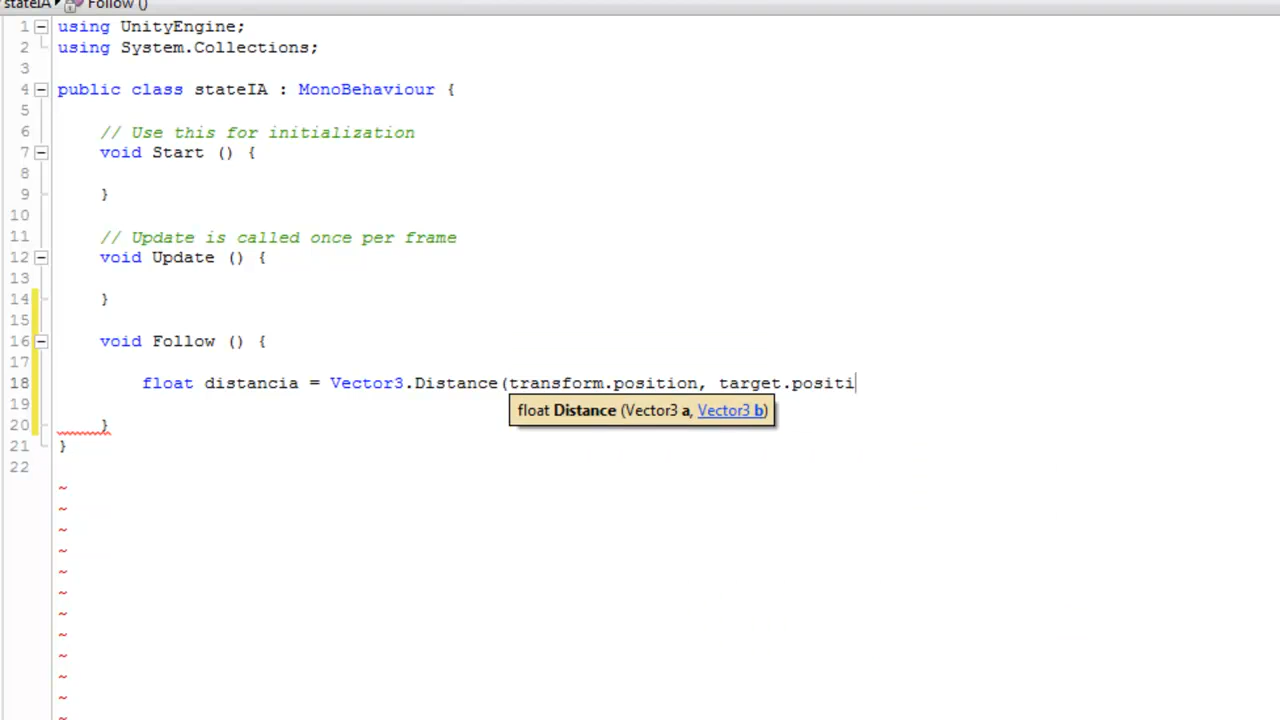 stateIA Follow ()
1 using UnityEngine;
2 using System.Collections;
3
4 public class stateIA : MonoBehaviour {
5
6 // Use this for initialization
7 void Start () {
8
9 }
10
11 // Update is called once per frame
12 void Update () {
13
14 }
15
16 void Follow () {
17
18 float distancia = Vector3.Distance(transform.position, target.positi
float Distance (Vector3 a, Vector3 b)
19
20 }
21 }
22
~
~
~
~
~
~
~
~
~
~
~
~